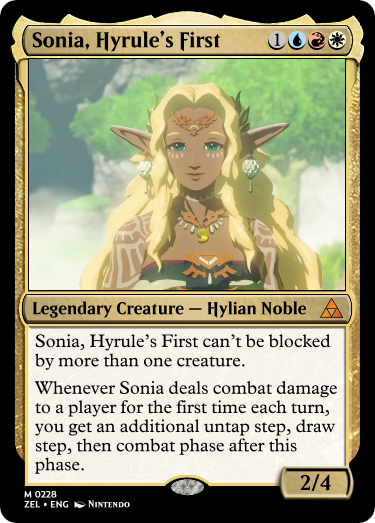 Sonia, Hyrule's First 1
Legendary Creature — Hylian Noble
Sonia, Hyrule's First can't be blocked
by more than one creature.
Whenever Sonia deals combat damage
to a player for the first time each turn,
you get an additional untap step, draw
step, then combat phase after this
phase.
2/4
M 0228
ZEL • ENG Nintendo